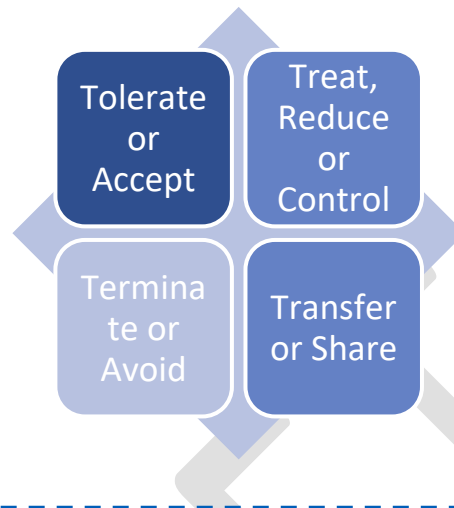 Tolerate
or
Accept
Treat,
Reduce
or
Control
Termina
te or
Avoid
Transfer
or Share